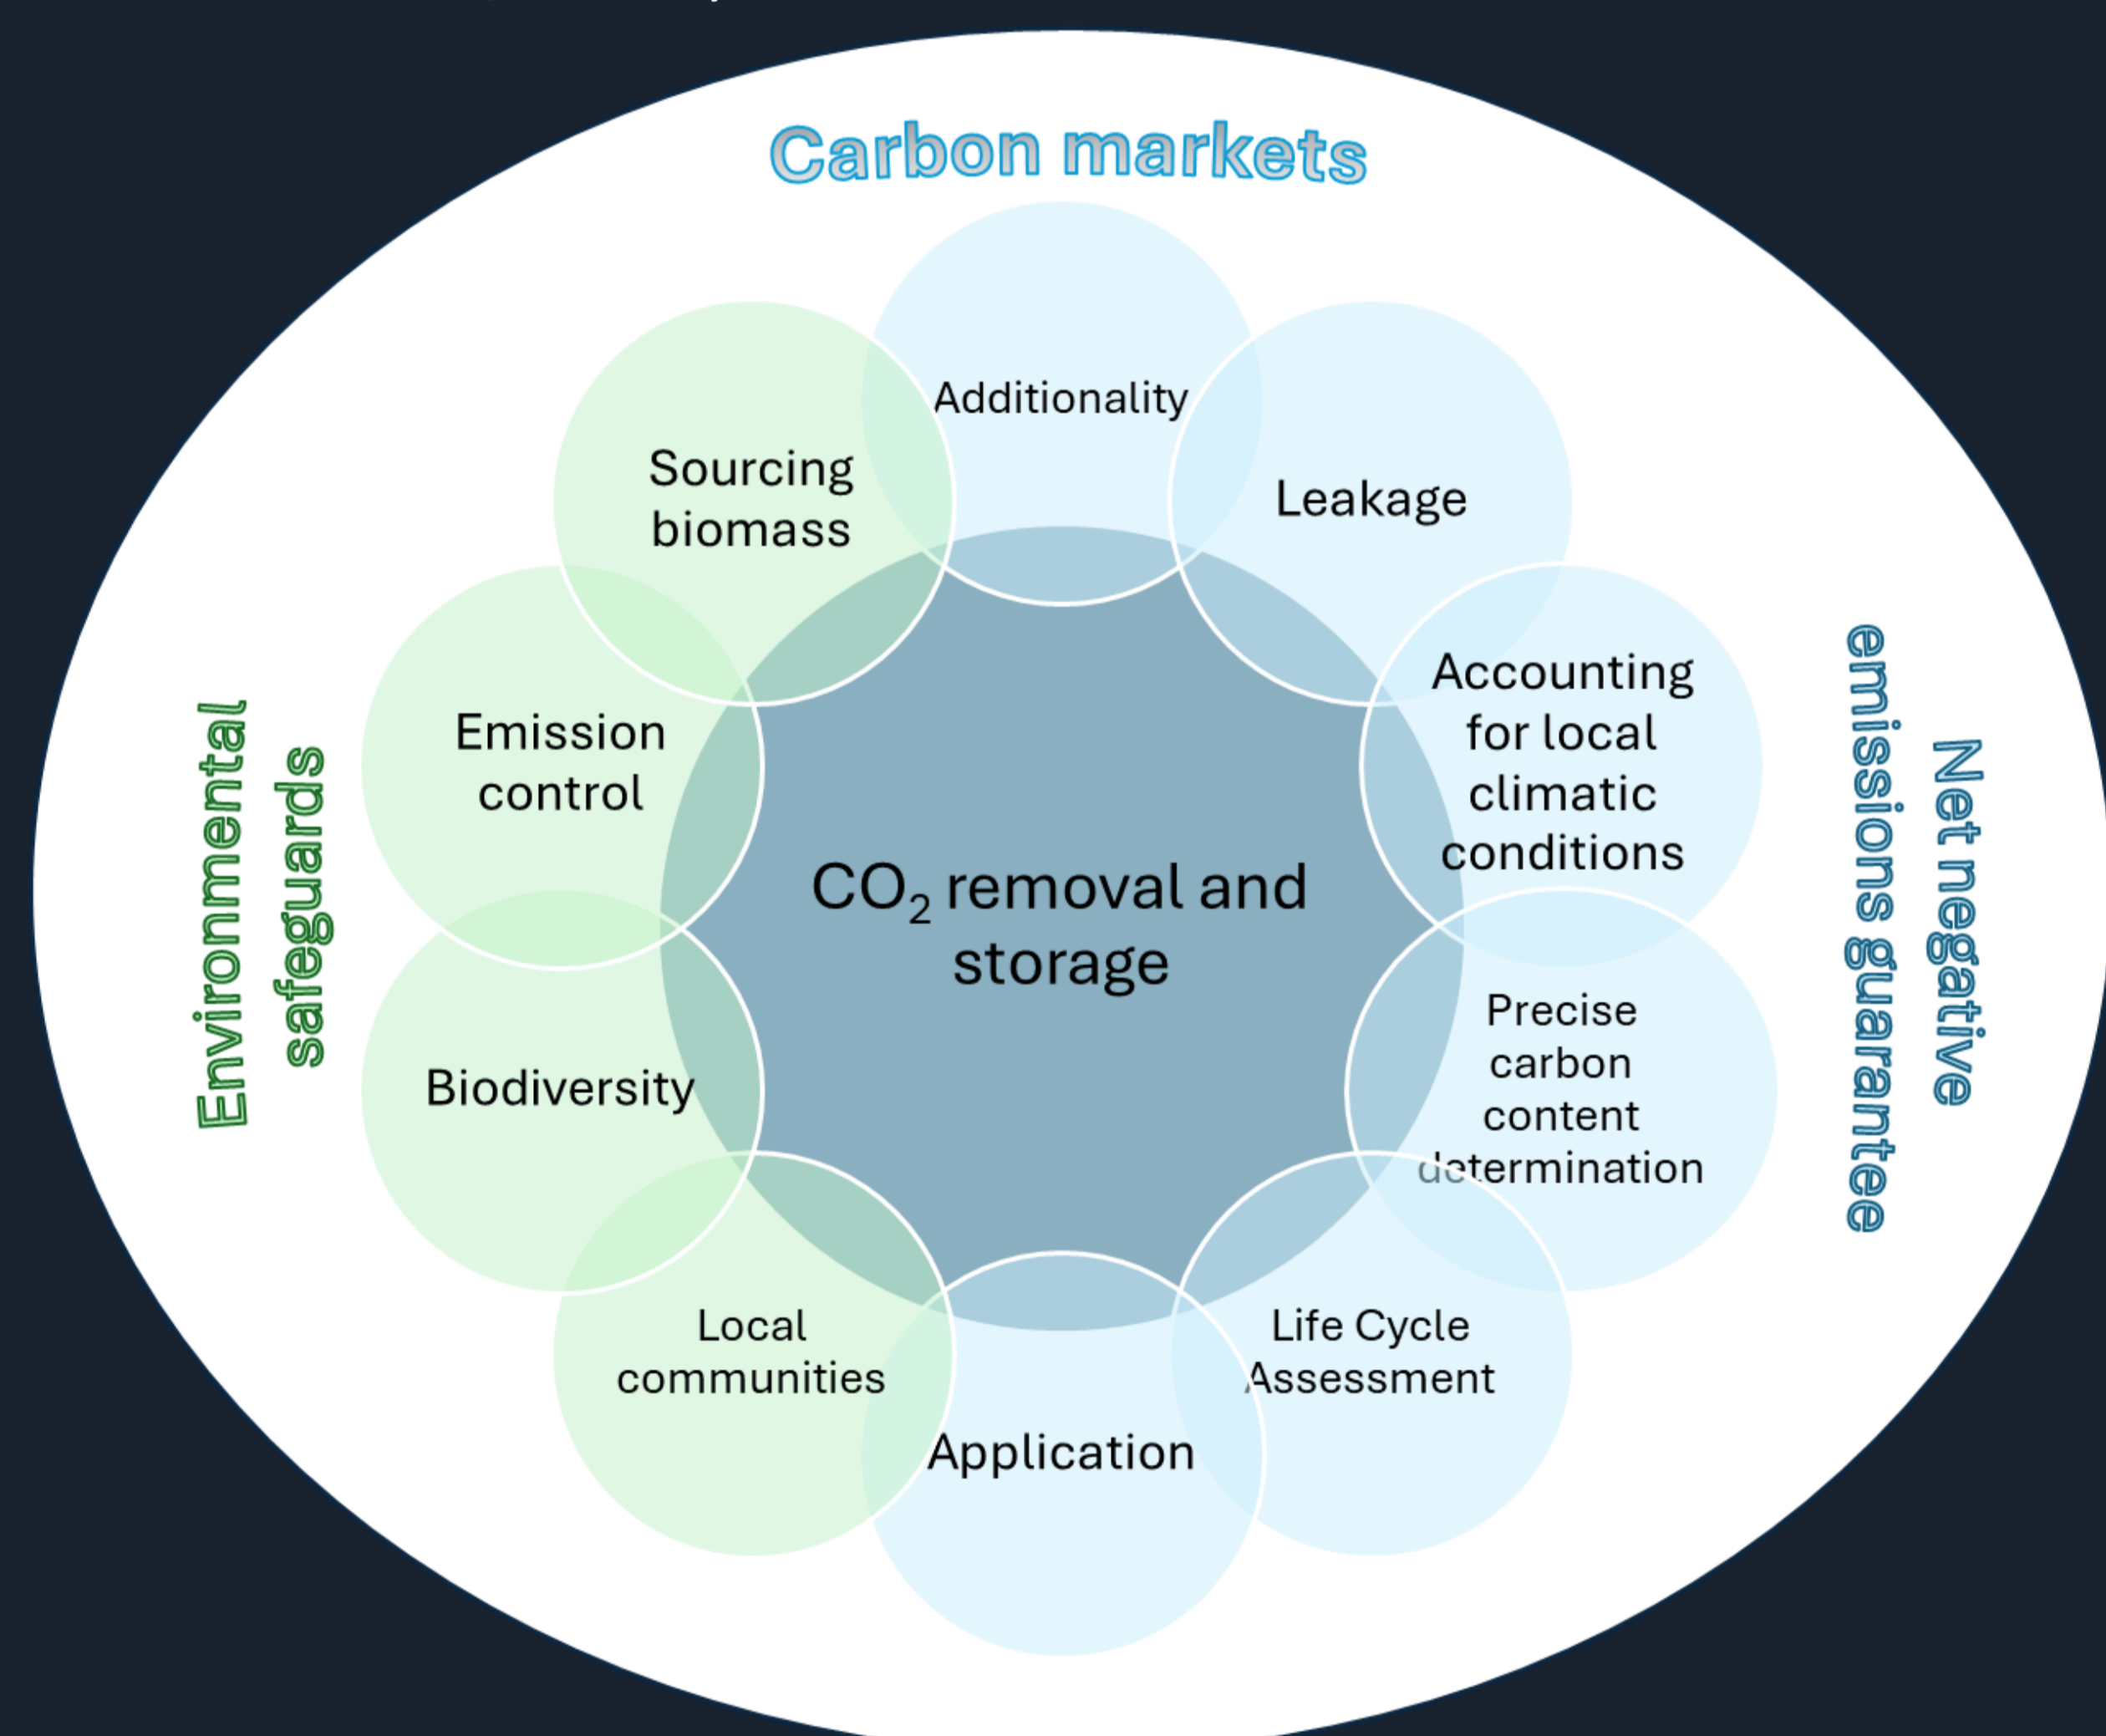 Carbon markets
Additionality
Leakage
Accounting
for local
climatic
conditions
Precise
carbon
content
determination
Life Cycle
Assessment
Application
Local
communities
Biodiversity
Emission
control
Sourcing
biomass
CO₂ removal and
storage
Environmental
safeguards
Net negative
emissions guarantee